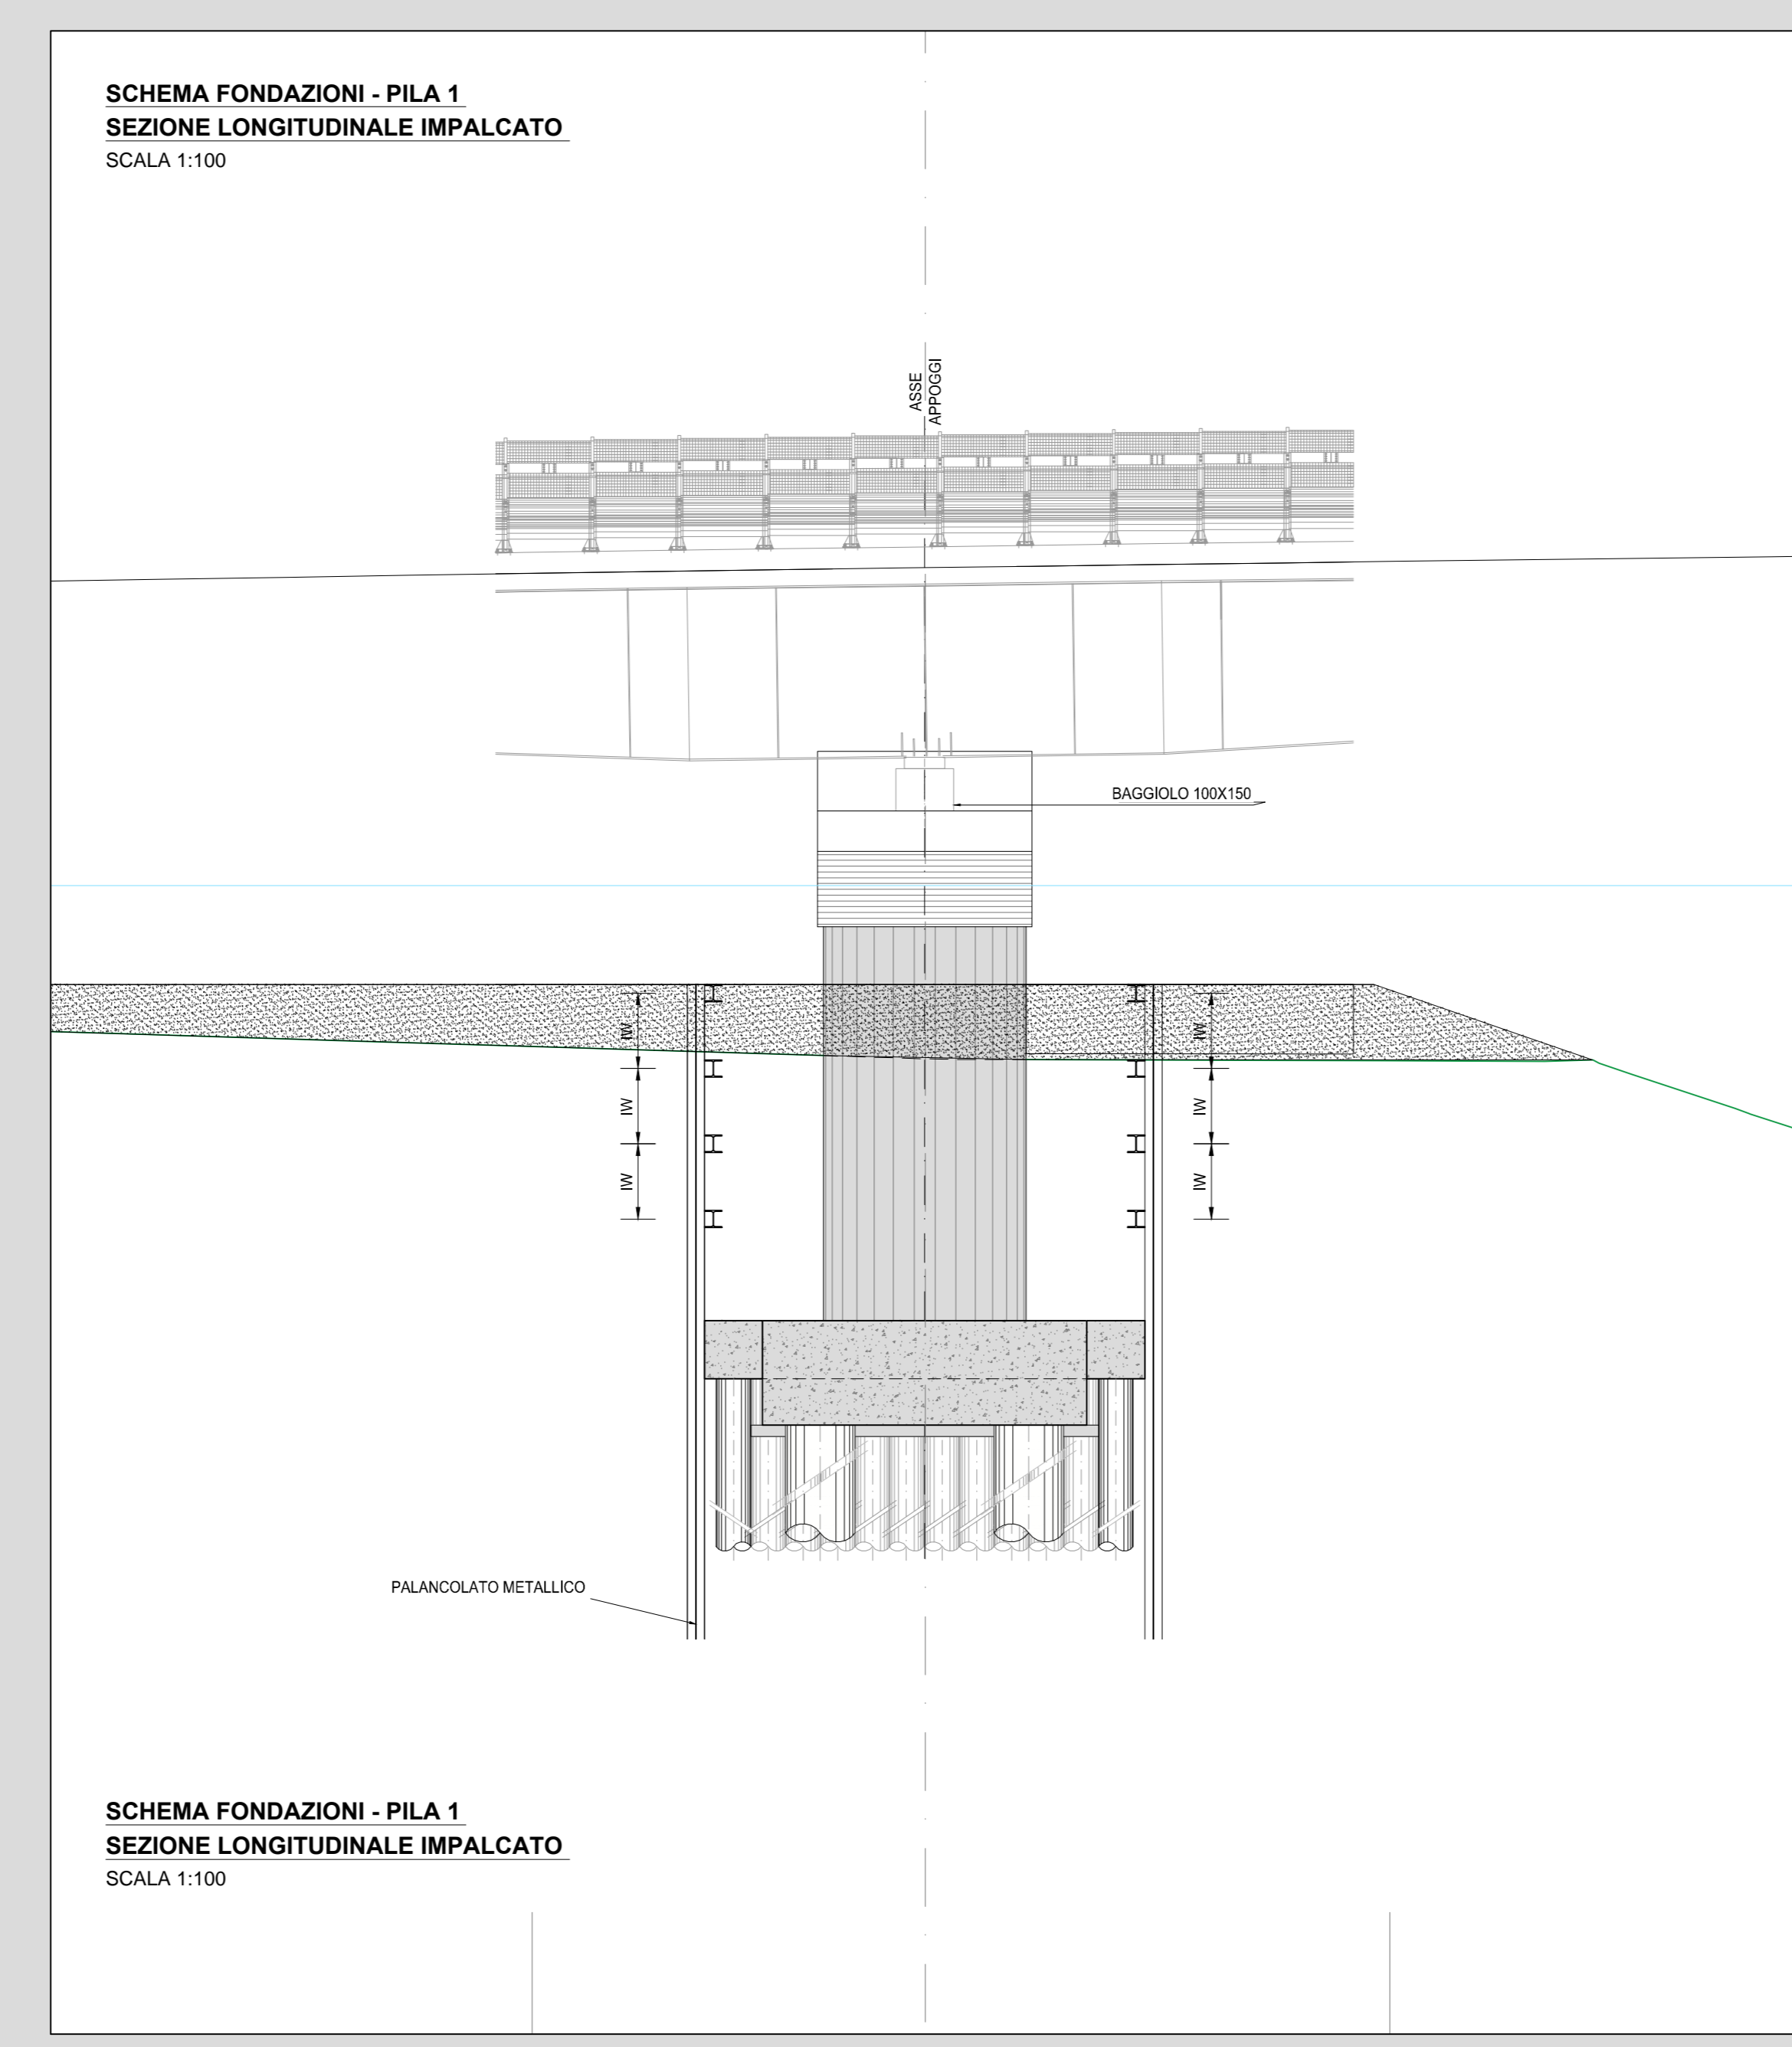 SCHEMA FONDAZIONI - PILA 1
SEZIONE LONGITUDINALE IMPALCATO
SCALA 1:100
ASSE
APPOGGI
BAGGIOLO 100X150
IW
IW
IW
IW
IW
IW
PALANCOLATO METALLICO
SCHEMA FONDAZIONI - PILA 1
SEZIONE LONGITUDINALE IMPALCATO
SCALA 1:100